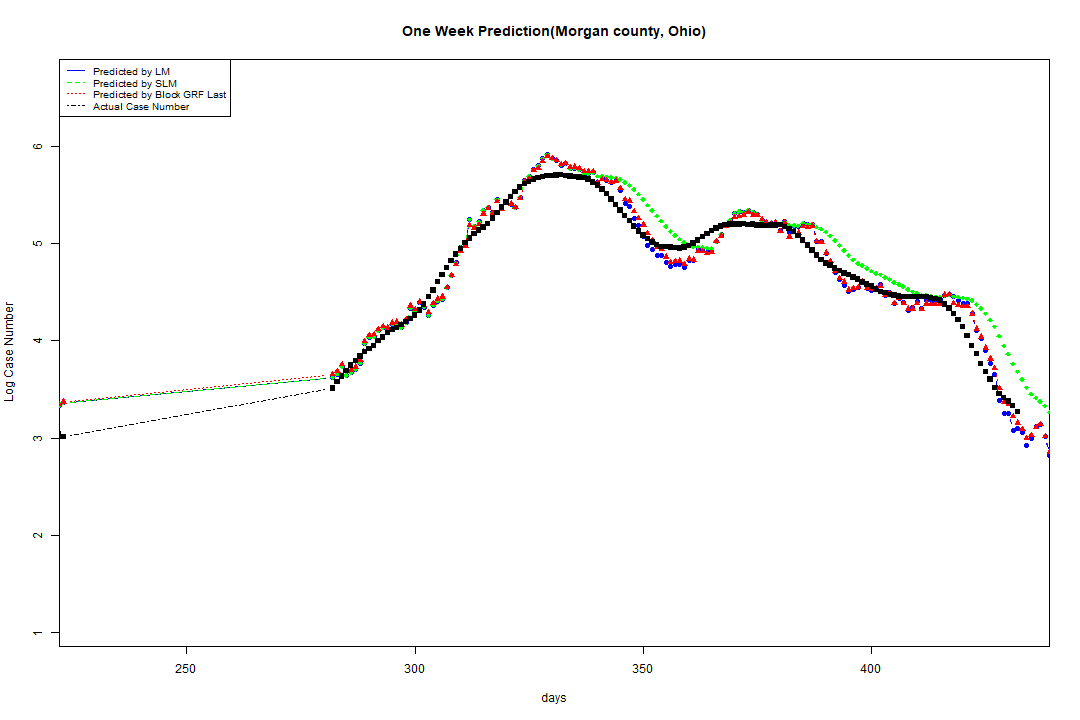 One Week Prediction(Morgan county, Ohio)
Predicted by LM
Predicted by SLM
Predicted by Block GRF Last
Actual Case Number
6
5
4
3
2
1
Log Case Number
250 300 350 400
days